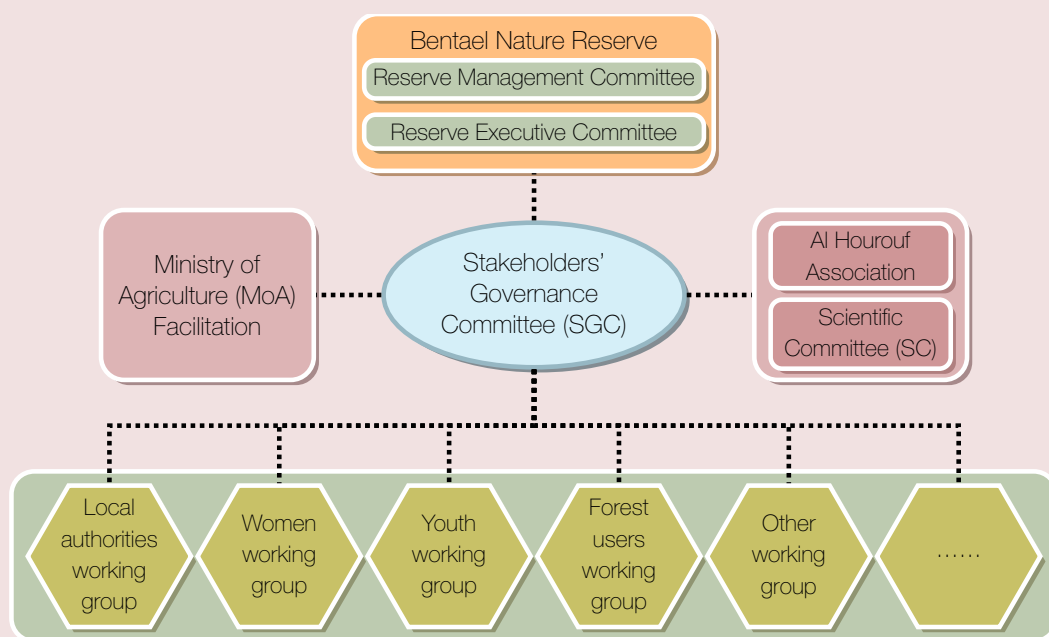 Bentael Nature Reserve
Reserve Management Committee
Reserve Executive Committee
Ministry of
Agriculture (MoA)
Facilitation
Stakeholders’
Governance
Committee (SGC)
Al Hourouf
Association
Scientific
Committee (SC)
Local
authorities
working
group
Women
working
group
Youth
working
group
Forest
users
working
group
Other
working
group
......